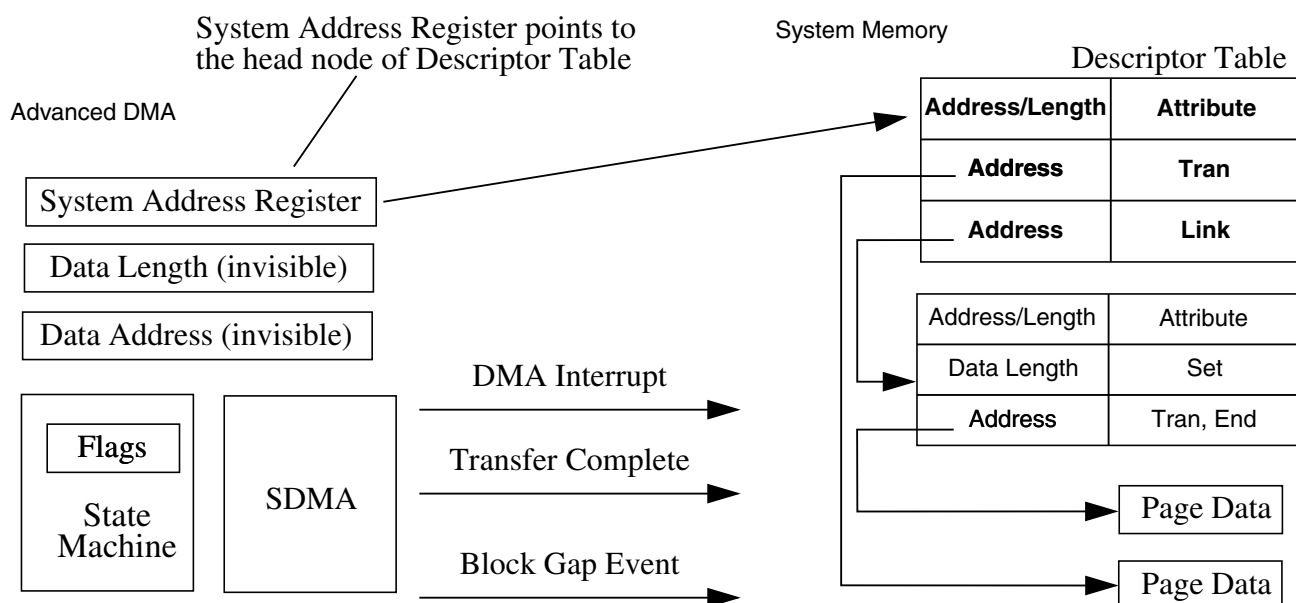 System Address Register points to
the head node of Descriptor Table
System Memory
Descriptor Table
Advanced DMA
Address/Length Attribute
Address Tran
Address Link
System Address Register
Data Length (invisible)
Data Address (invisible)
Address/Length Attribute
Data Length Set
Address Tran, End
Flags
State
Machine
SDMA
DMA Interrupt
Transfer Complete
Block Gap Event
Page Data
Page Data